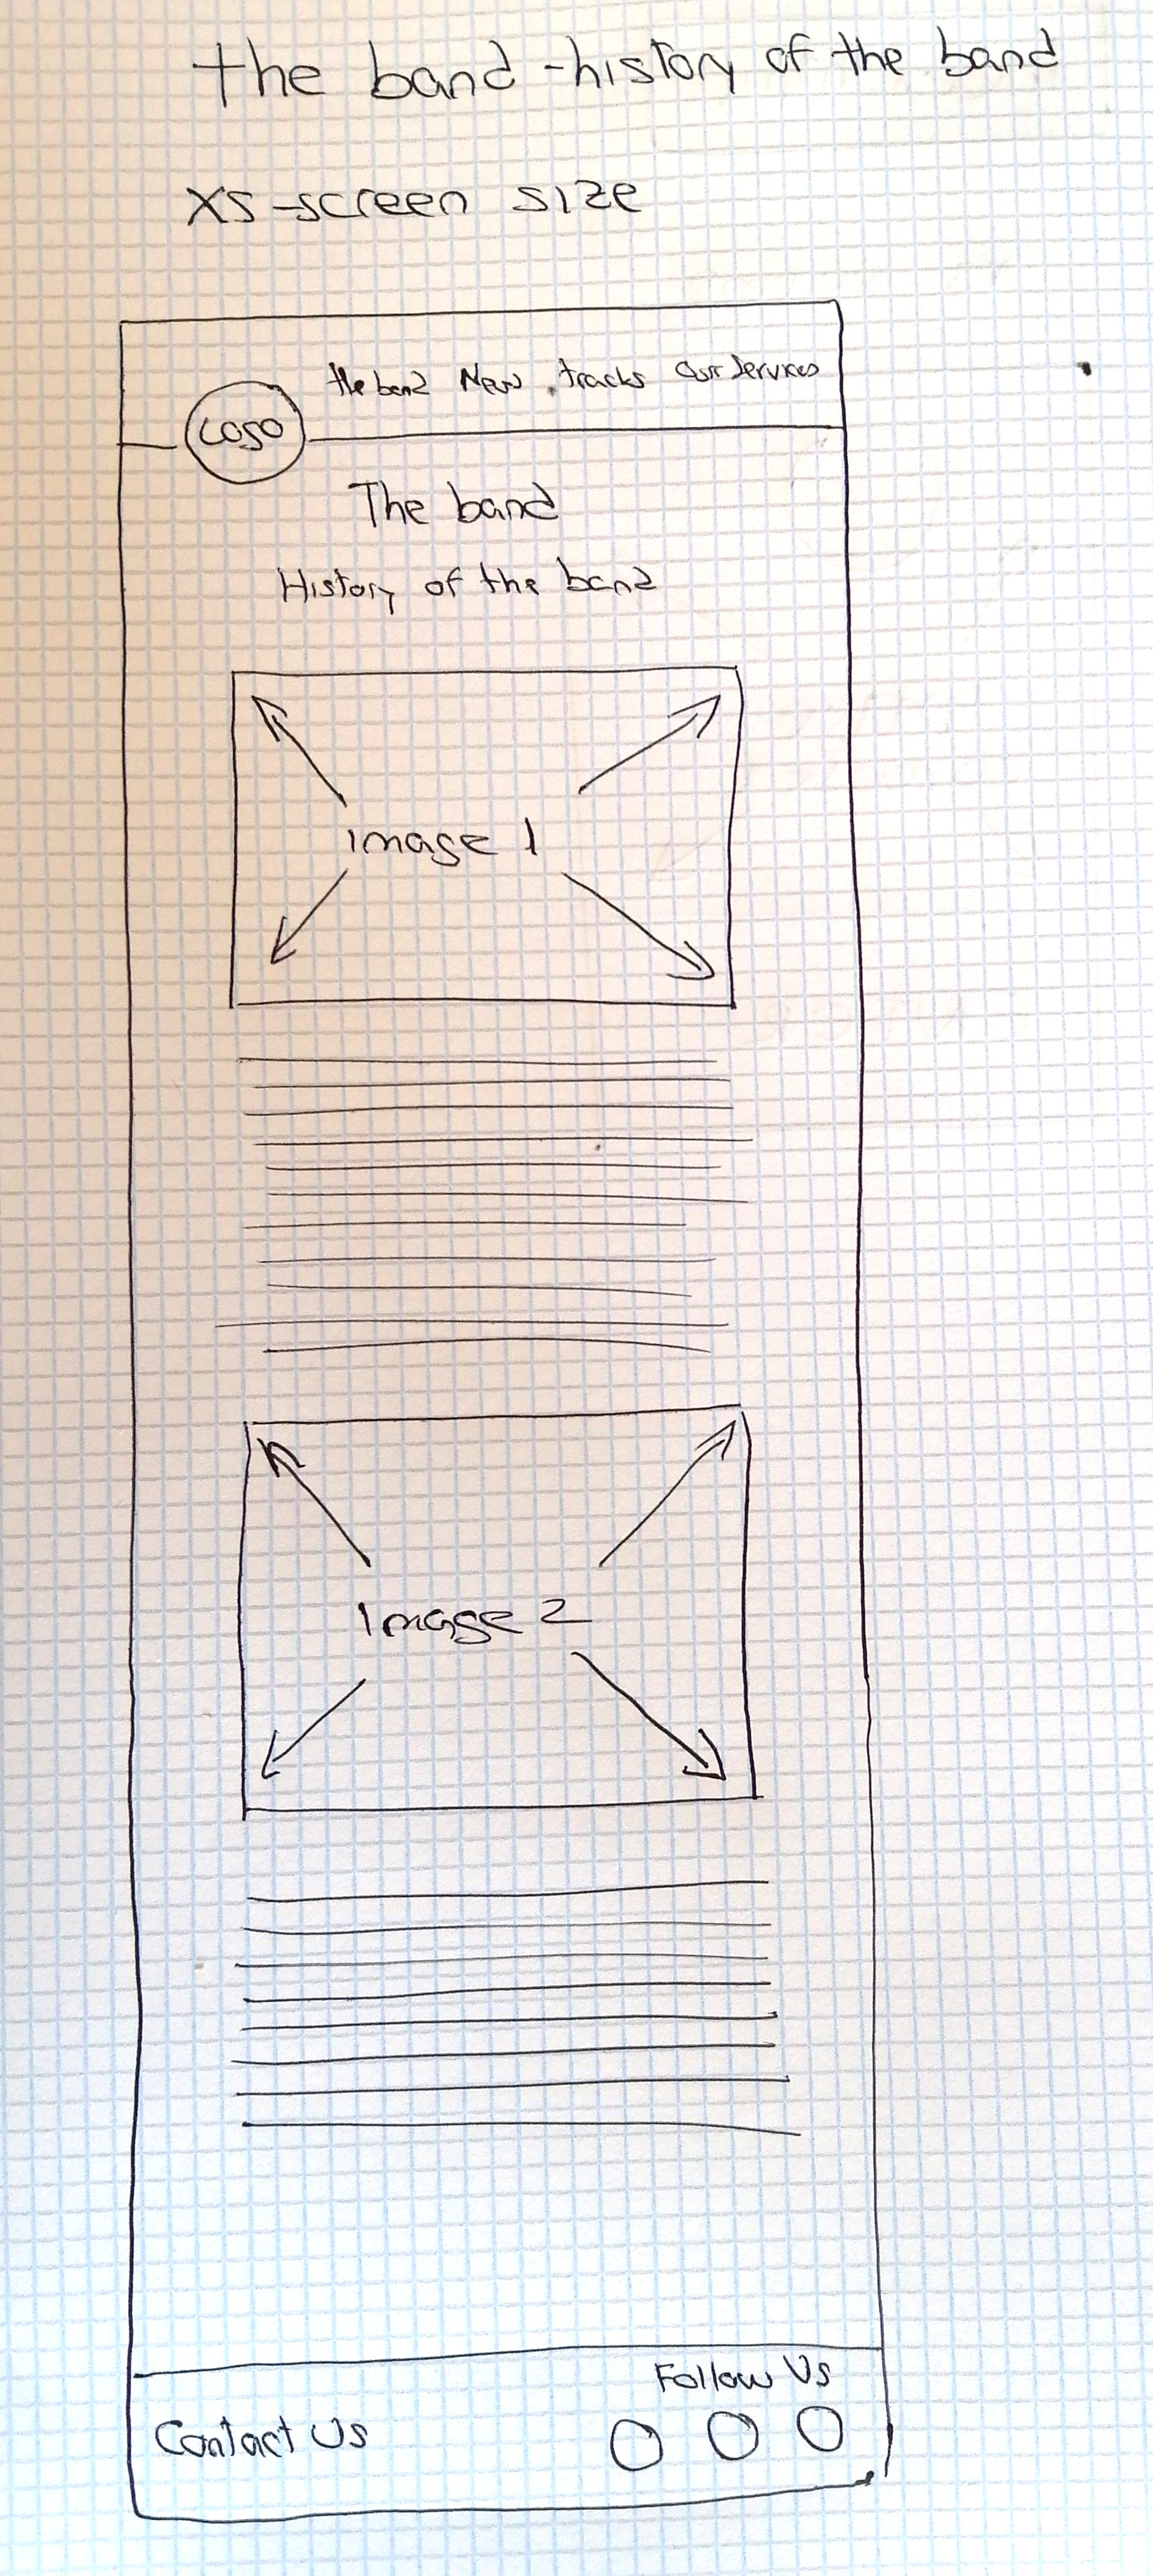 the band - history of the band
XS-screen size
the band New tracks Our Services
LOGO
The band
History of the band
image 1
Image 2
Follow Us
Contact Us